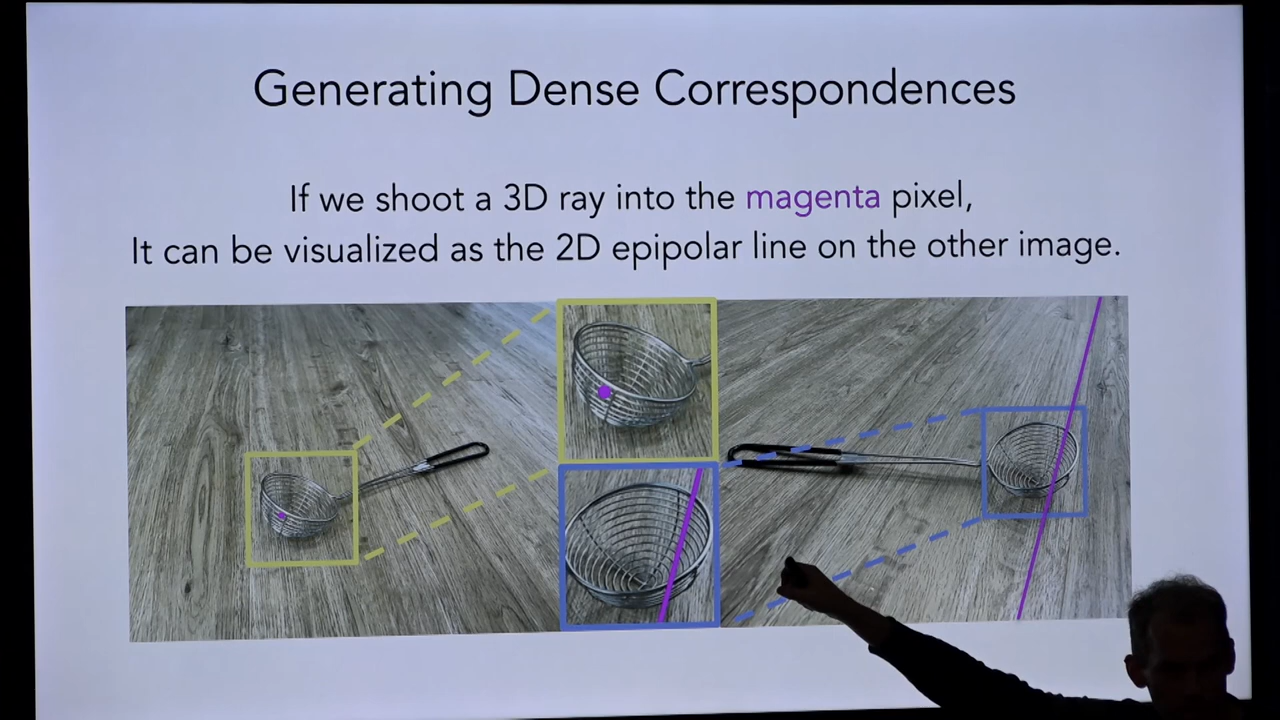 Generating Dense Correspondences
If we shoot a 3D ray into the magenta pixel,
It can be visualized as the 2D epipolar line on the other image.